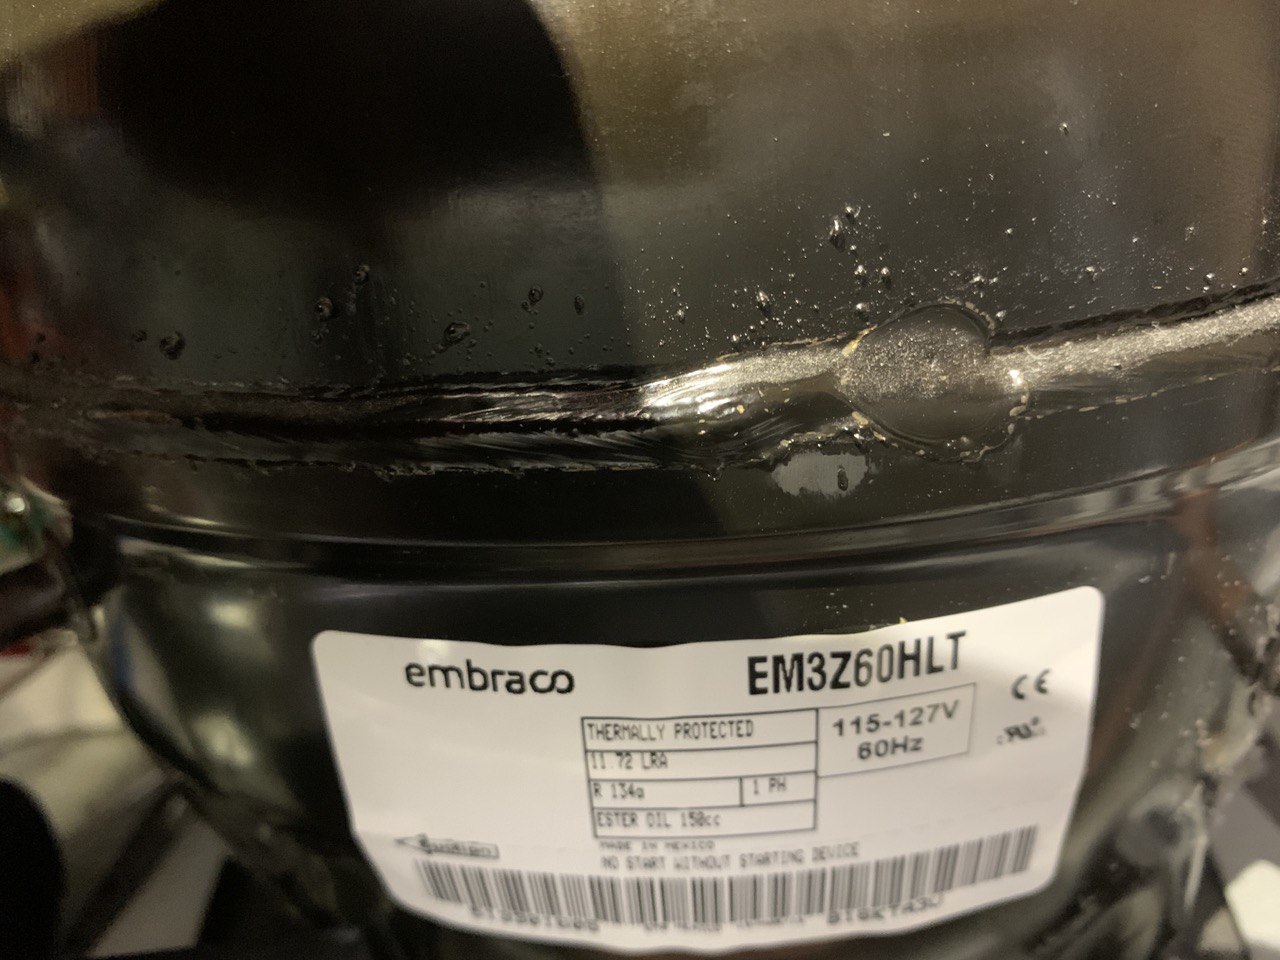 embraco
EM3Z60HLT
CE
THERMALLY PROTECTED
115-127V
60Hz
11.72 LRA
R 134a
1 PH
ESTER OIL 150cc
MADE IN MEXICO
NO START WITHOUT STARTING DEVICE